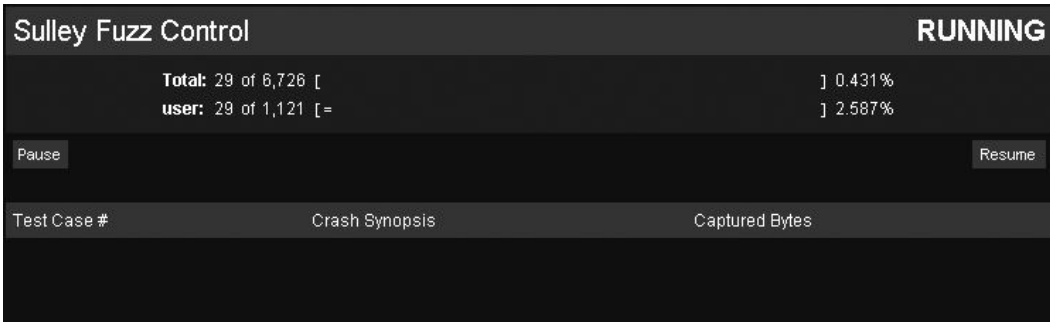 Sulley Fuzz Control RUNNING
Total: 29 of 6,726 [ ] 0.431%
user: 29 of 1,121 [= ] 2.587%
Pause Resume
Test Case # Crash Synopsis Captured Bytes